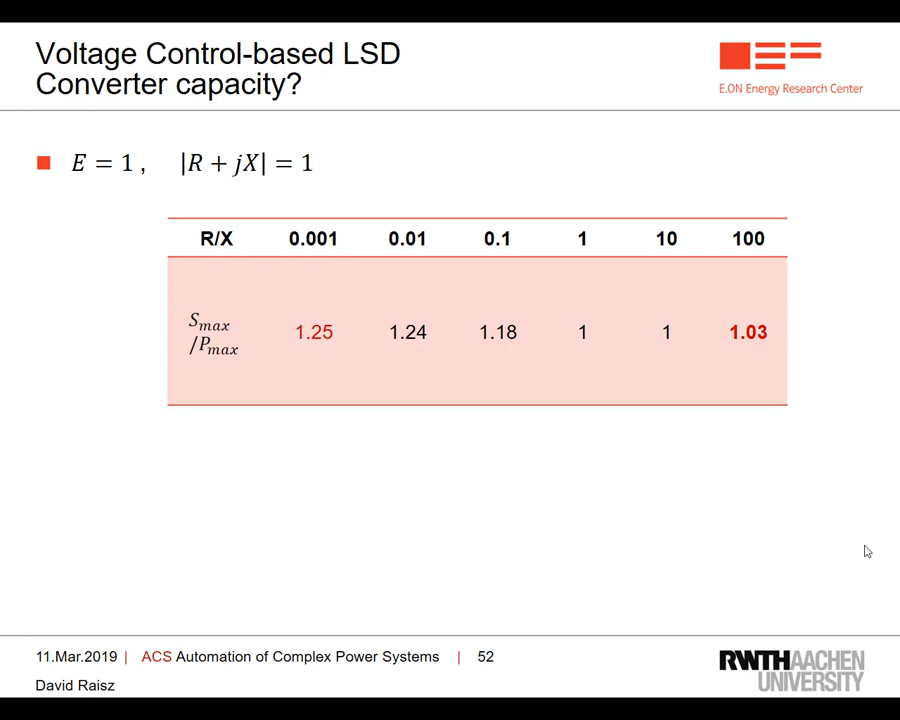 Voltage Control-based LSD
Converter capacity?
E.ON Energy Research Center
E = 1 , |R + jX| = 1
R/X 0.001 0.01 0.1 1 10 100
S_max
/P_max 1.25 1.24 1.18 1 1 1.03
11.Mar.2019 | ACS Automation of Complex Power Systems | 52
David Raisz
RWTHAACHEN
UNIVERSITY